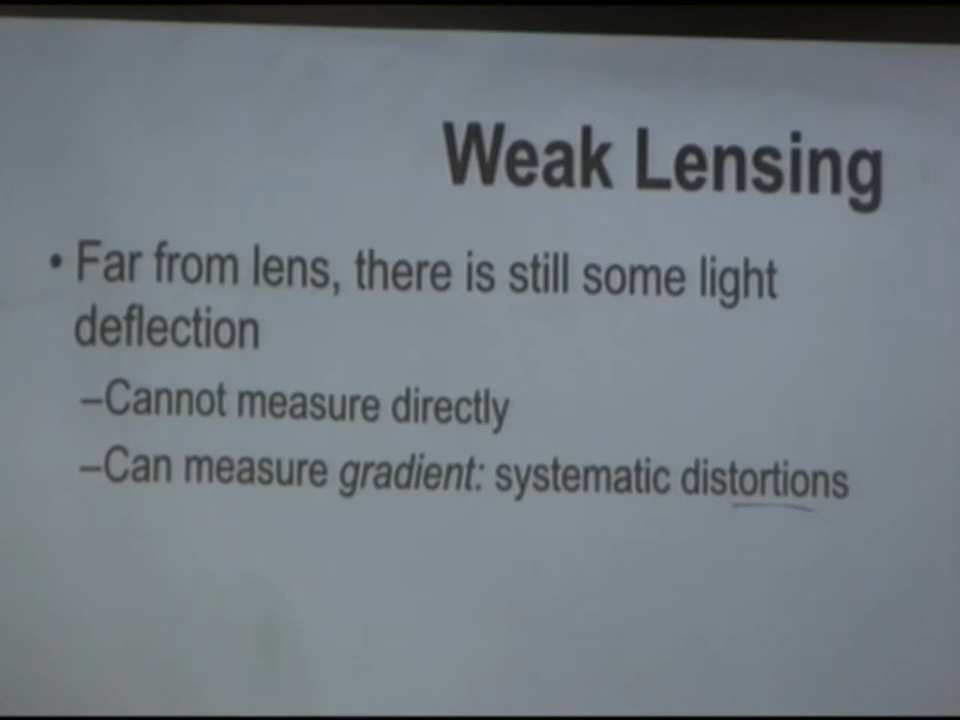 Weak Lensing
• Far from lens, there is still some light
deflection
–Cannot measure directly
–Can measure gradient: systematic distortions